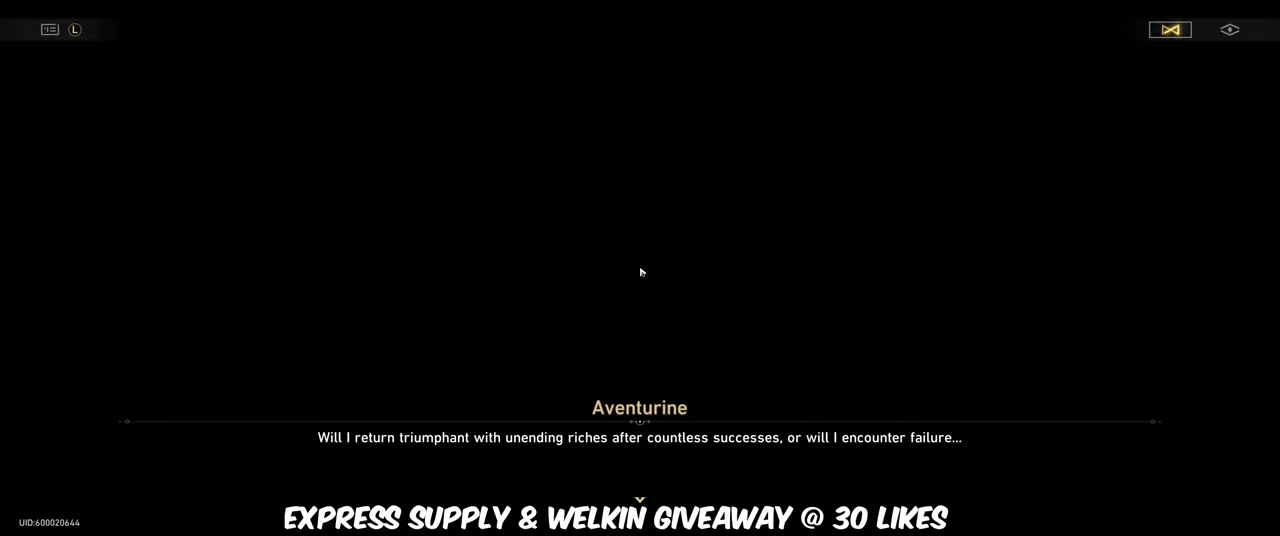 L
Aventurine
Will I return triumphant with unending riches after countless successes, or will I encounter failure...
EXPRESS SUPPLY & WELKIN GIVEAWAY @ 30 LIKES
UID:600020644